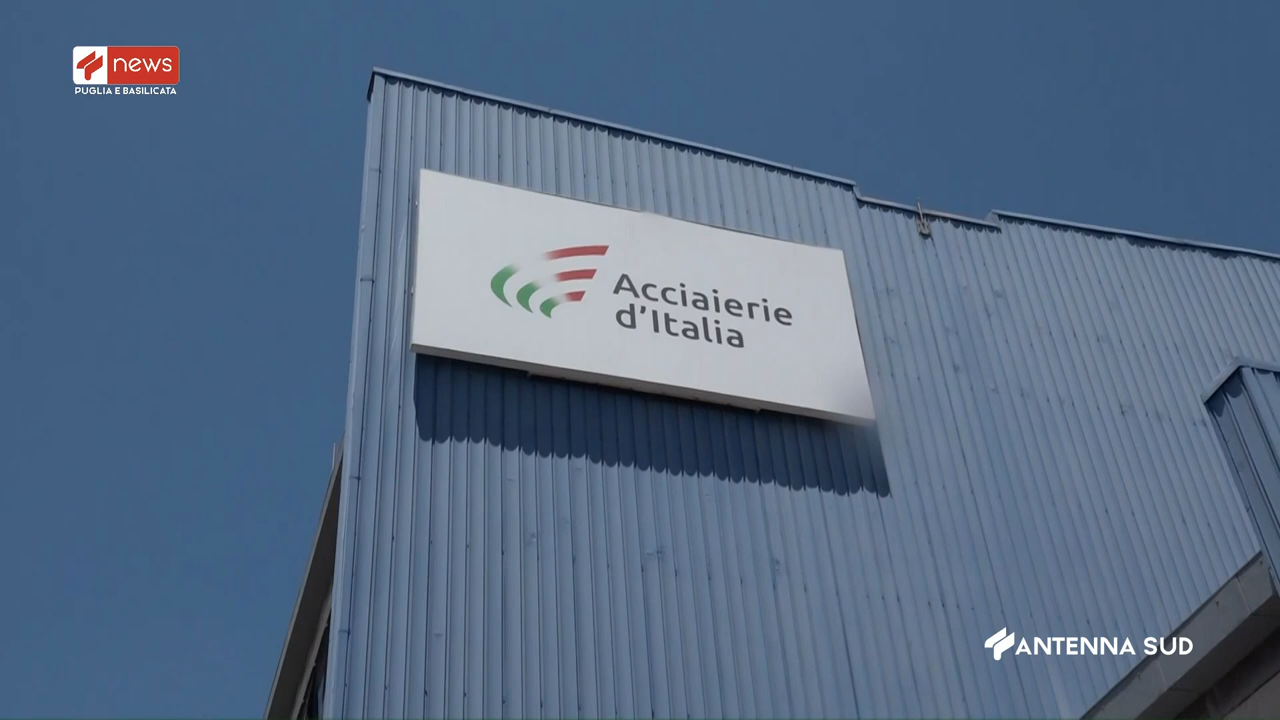 news
PUGLIA E BASILICATA
Acciaierie
d'Italia
ANTENNA SUD